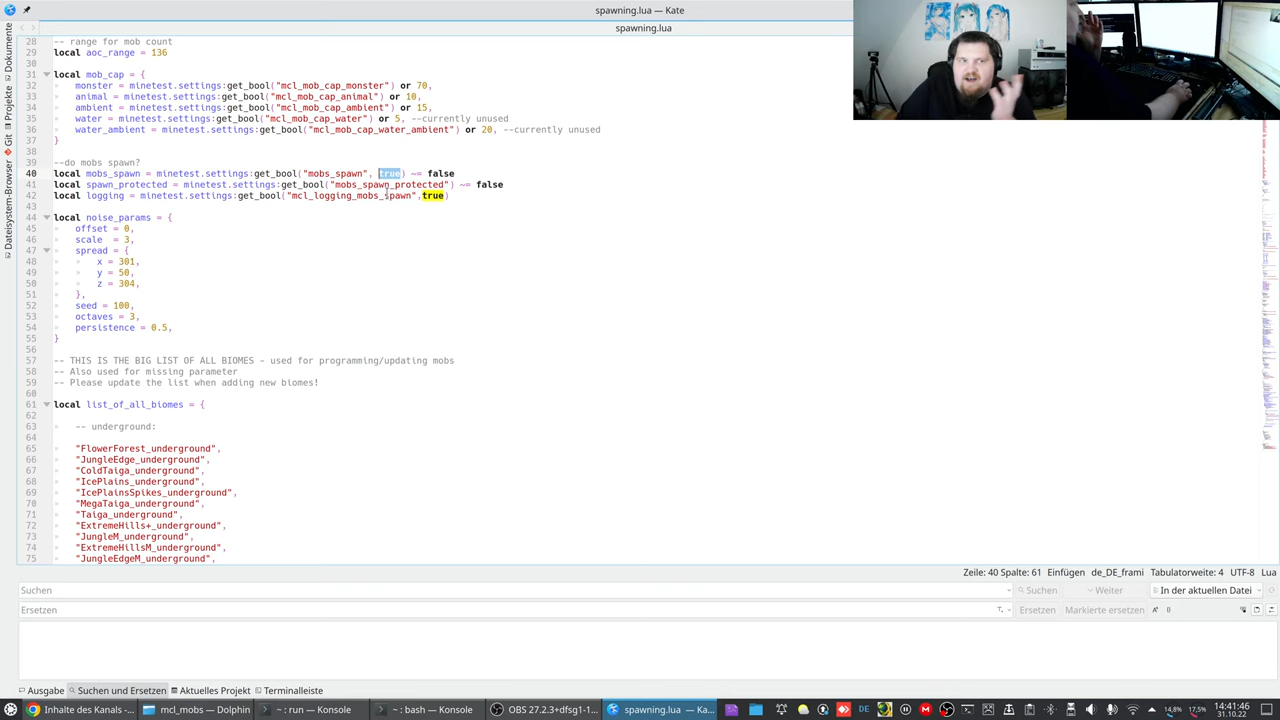 spawning.lua — Kate
spawning.lua
Dokumente
Projekte
Git
Dateisystem-Browser
28 -- range for mob count
29 local aoc_range = 136
30
31 local mob_cap = {
32 monster = minetest.settings:get_bool("mcl_mob_cap_monster") or 70,
33 animal = minetest.settings:get_bool("mcl_mob_cap_animal") or 10,
34 ambient = minetest.settings:get_bool("mcl_mob_cap_ambient") or 15,
35 water = minetest.settings:get_bool("mcl_mob_cap_water") or 5, --currently unused
36 water_ambient = minetest.settings:get_bool("mcl_mob_cap_water_ambient") or 20, --currently unused
37 }
38
39 --do mobs spawn?
40 local mobs_spawn = minetest.settings:get_bool("mobs_spawn", true) ~= false
41 local spawn_protected = minetest.settings:get_bool("mobs_spawn_protected") ~= false
42 local logging = minetest.settings:get_bool("mcl_logging_mobs_spawn",true)
44 local noise_params = {
45 offset = 0,
46 scale = 3,
47 spread = {
48 x = 301,
49 y = 50,
50 z = 304,
51 },
52 seed = 100,
53 octaves = 3,
54 persistence = 0.5,
55 }
56
57 -- THIS IS THE BIG LIST OF ALL BIOMES - used for programming/updating mobs
58 -- Also used for missing parameter
59 -- Please update the list when adding new biomes!
60
61 local list_of_all_biomes = {
62
63 -- underground:
64
65 "FlowerForest_underground",
66 "JungleEdge_underground",
67 "ColdTaiga_underground",
68 "IcePlains_underground",
69 "IcePlainsSpikes_underground",
70 "MegaTaiga_underground",
71 "Taiga_underground",
72 "ExtremeHills+_underground",
73 "JungleM_underground",
74 "ExtremeHillsM_underground",
75 "JungleEdgeM_underground",
Zeile: 40 Spalte: 61 Einfügen de_DE_frami Tabulatorweite: 4 UTF-8 Lua
Suchen Suchen Weiter In der aktuellen Datei
Ersetzen Ersetzen Markierte ersetzen
Ausgabe Suchen und Ersetzen Aktuelles Projekt Terminalleiste
Inhalte des Kanals -... mcl_mobs — Dolphin ~ : run — Konsole ~ : bash — Konsole OBS 27.2.3+dfsg1-1... spawning.lua — Ka... DE 14,8% 17,5% 14:41:46
31.10.22